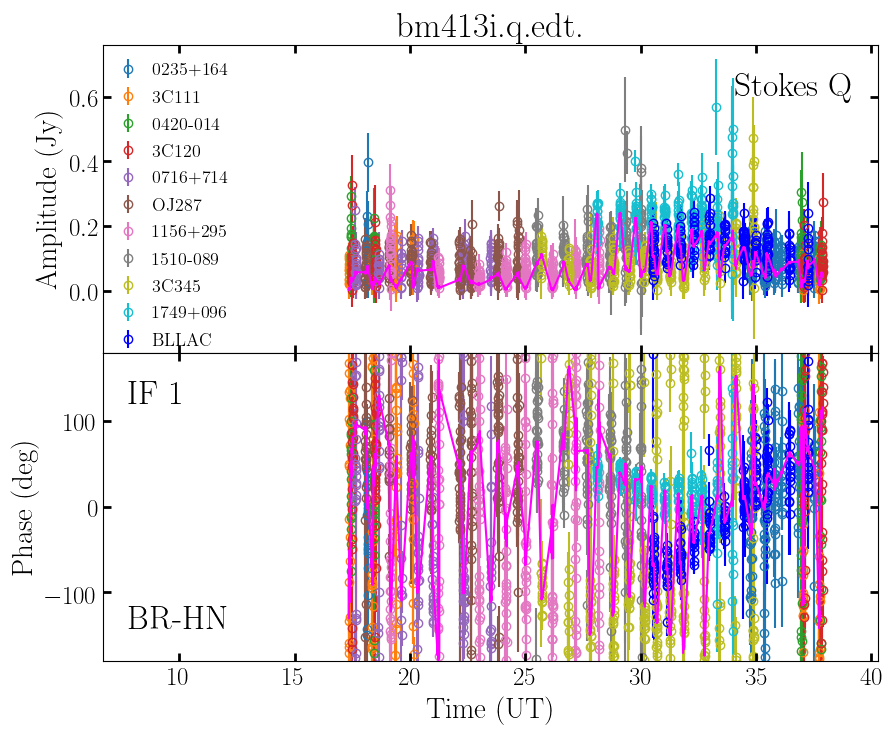 bm413i.q.edt.
Stokes Q
Amplitude (Jy)
0.6
0.4
0.2
0.0
0235+164
3C111
0420-014
3C120
0716+714
OJ287
1156+295
1510-089
3C345
1749+096
BLLAC
IF 1
Phase (deg)
100
0
−100
BR-HN
10 15 20 25 30 35 40
Time (UT)